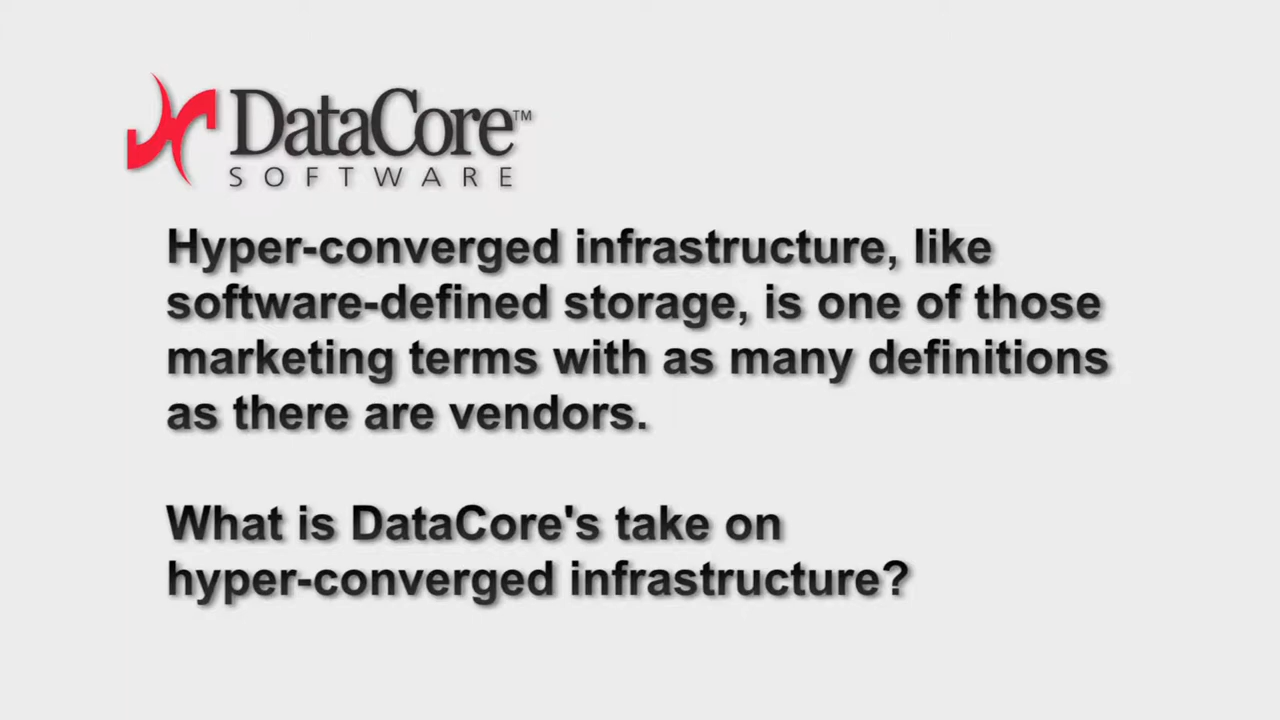 DataCore™
SOFTWARE
Hyper-converged infrastructure, like
software-defined storage, is one of those
marketing terms with as many definitions
as there are vendors.
What is DataCore's take on
hyper-converged infrastructure?